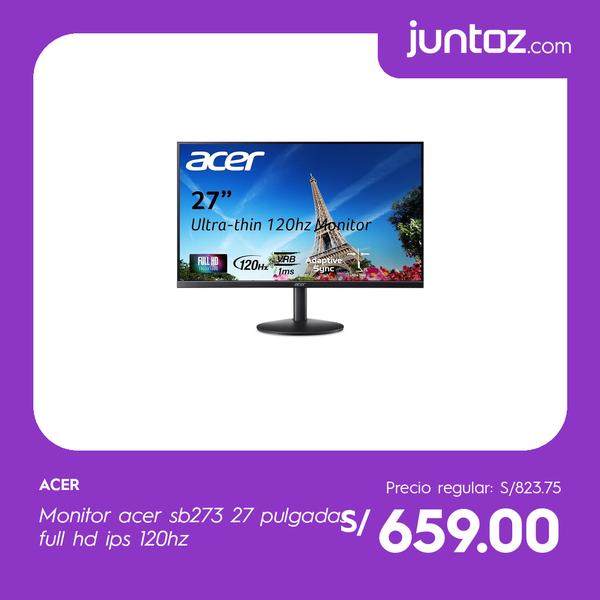 juntoz.com
acer
27”
Ultra-thin 120hz Monitor
FULL HD
120Hz
VRB
1ms
Adaptive
Sync
acer
ACER
Monitor acer sb273 27 pulgadas
full hd ips 120hz
Precio regular: S/823.75
S/ 659.00